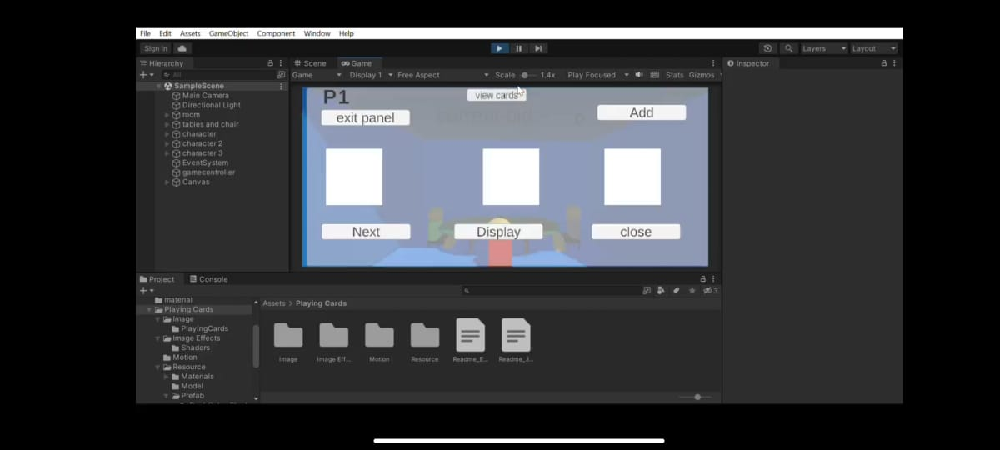 File Edit Assets GameObject Component Window Help
Sign in Layers Layout
Hierarchy Scene Game Inspector
All Game Display 1 Free Aspect Scale 1.4x Play Focused Stats Gizmos
SampleScene
Main Camera
Directional Light
room
tables and chair
character
character 2
character 3
EventSystem
gamecontroller
Canvas
P1
view cards
exit panel
Add
Next Display close
Project Console
3
material
Playing Cards
Image
PlayingCards
Image Effects
Shaders
Motion
Resource
Materials
Model
Prefab
Assets > Playing Cards
Image Image Eff... Motion Resource Readme_E... Readme_J...